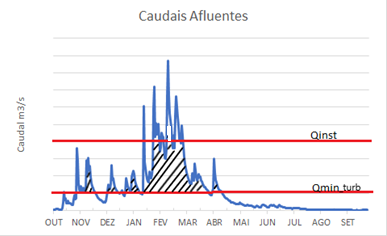 Caudais Afluentes
Caudal m3/s
Qinst
Qmin turb
OUT NOV DEZ JAN FEV MAR ABR MAI JUN JUL AGO SET